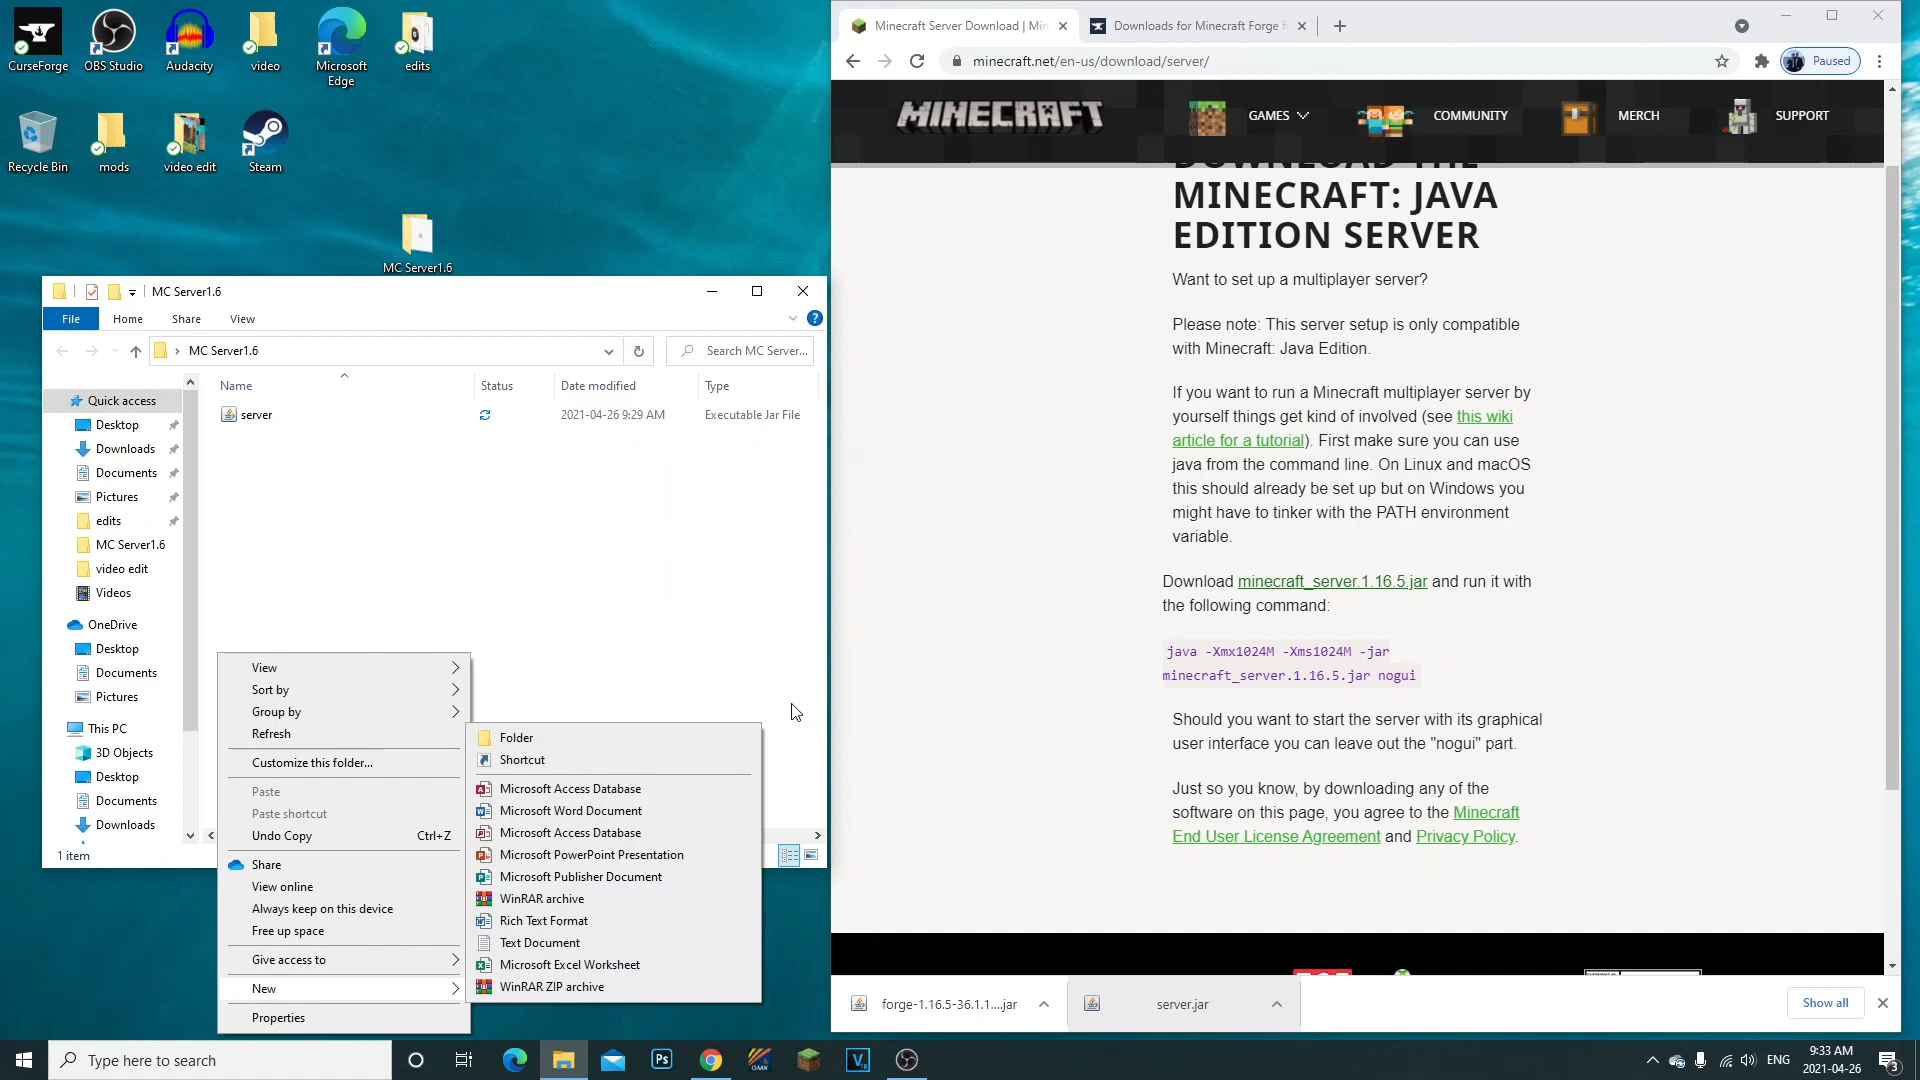 CurseForge
OBS Studio
Audacity
video
Microsoft
Edge
edits
Recycle Bin
mods
video edit
Steam
MC Server1.6
MC Server1.6
File
Home
Share
View
?
MC Server1.6
Search MC Server...
Name
Status
Date modified
Type
Quick access
server
2021-04-26 9:29 AM
Executable Jar File
Desktop
Downloads
Documents
Pictures
edits
MC Server1.6
video edit
Videos
OneDrive
Desktop
Documents
Pictures
This PC
3D Objects
Desktop
Documents
Downloads
1 item
View
Sort by
Group by
Refresh
Customize this folder...
Paste
Paste shortcut
Undo Copy Ctrl+Z
Share
View online
Always keep on this device
Free up space
Give access to
New
Properties
Folder
Shortcut
Microsoft Access Database
Microsoft Word Document
Microsoft Access Database
Microsoft PowerPoint Presentation
Microsoft Publisher Document
WinRAR archive
Rich Text Format
Text Document
Microsoft Excel Worksheet
WinRAR ZIP archive
Minecraft Server Download | Min
Downloads for Minecraft Forge f
minecraft.net/en-us/download/server/
Paused
MINECRAFT
GAMES
COMMUNITY
MERCH
SUPPORT
DOWNLOAD THE
MINECRAFT: JAVA
EDITION SERVER
Want to set up a multiplayer server?
Please note: This server setup is only compatible
with Minecraft: Java Edition.
If you want to run a Minecraft multiplayer server by
yourself things get kind of involved (see this wiki
article for a tutorial). First make sure you can use
java from the command line. On Linux and macOS
this should already be set up but on Windows you
might have to tinker with the PATH environment
variable.
Download minecraft_server.1.16.5.jar and run it with
the following command:
java -Xmx1024M -Xms1024M -jar
minecraft_server.1.16.5.jar nogui
Should you want to start the server with its graphical
user interface you can leave out the "nogui" part.
Just so you know, by downloading any of the
software on this page, you agree to the Minecraft
End User License Agreement and Privacy Policy.
forge-1.16.5-36.1.1....jar
server.jar
Show all
Type here to search
Ps
GMX
V
18
ENG
9:33 AM
2021-04-26
3